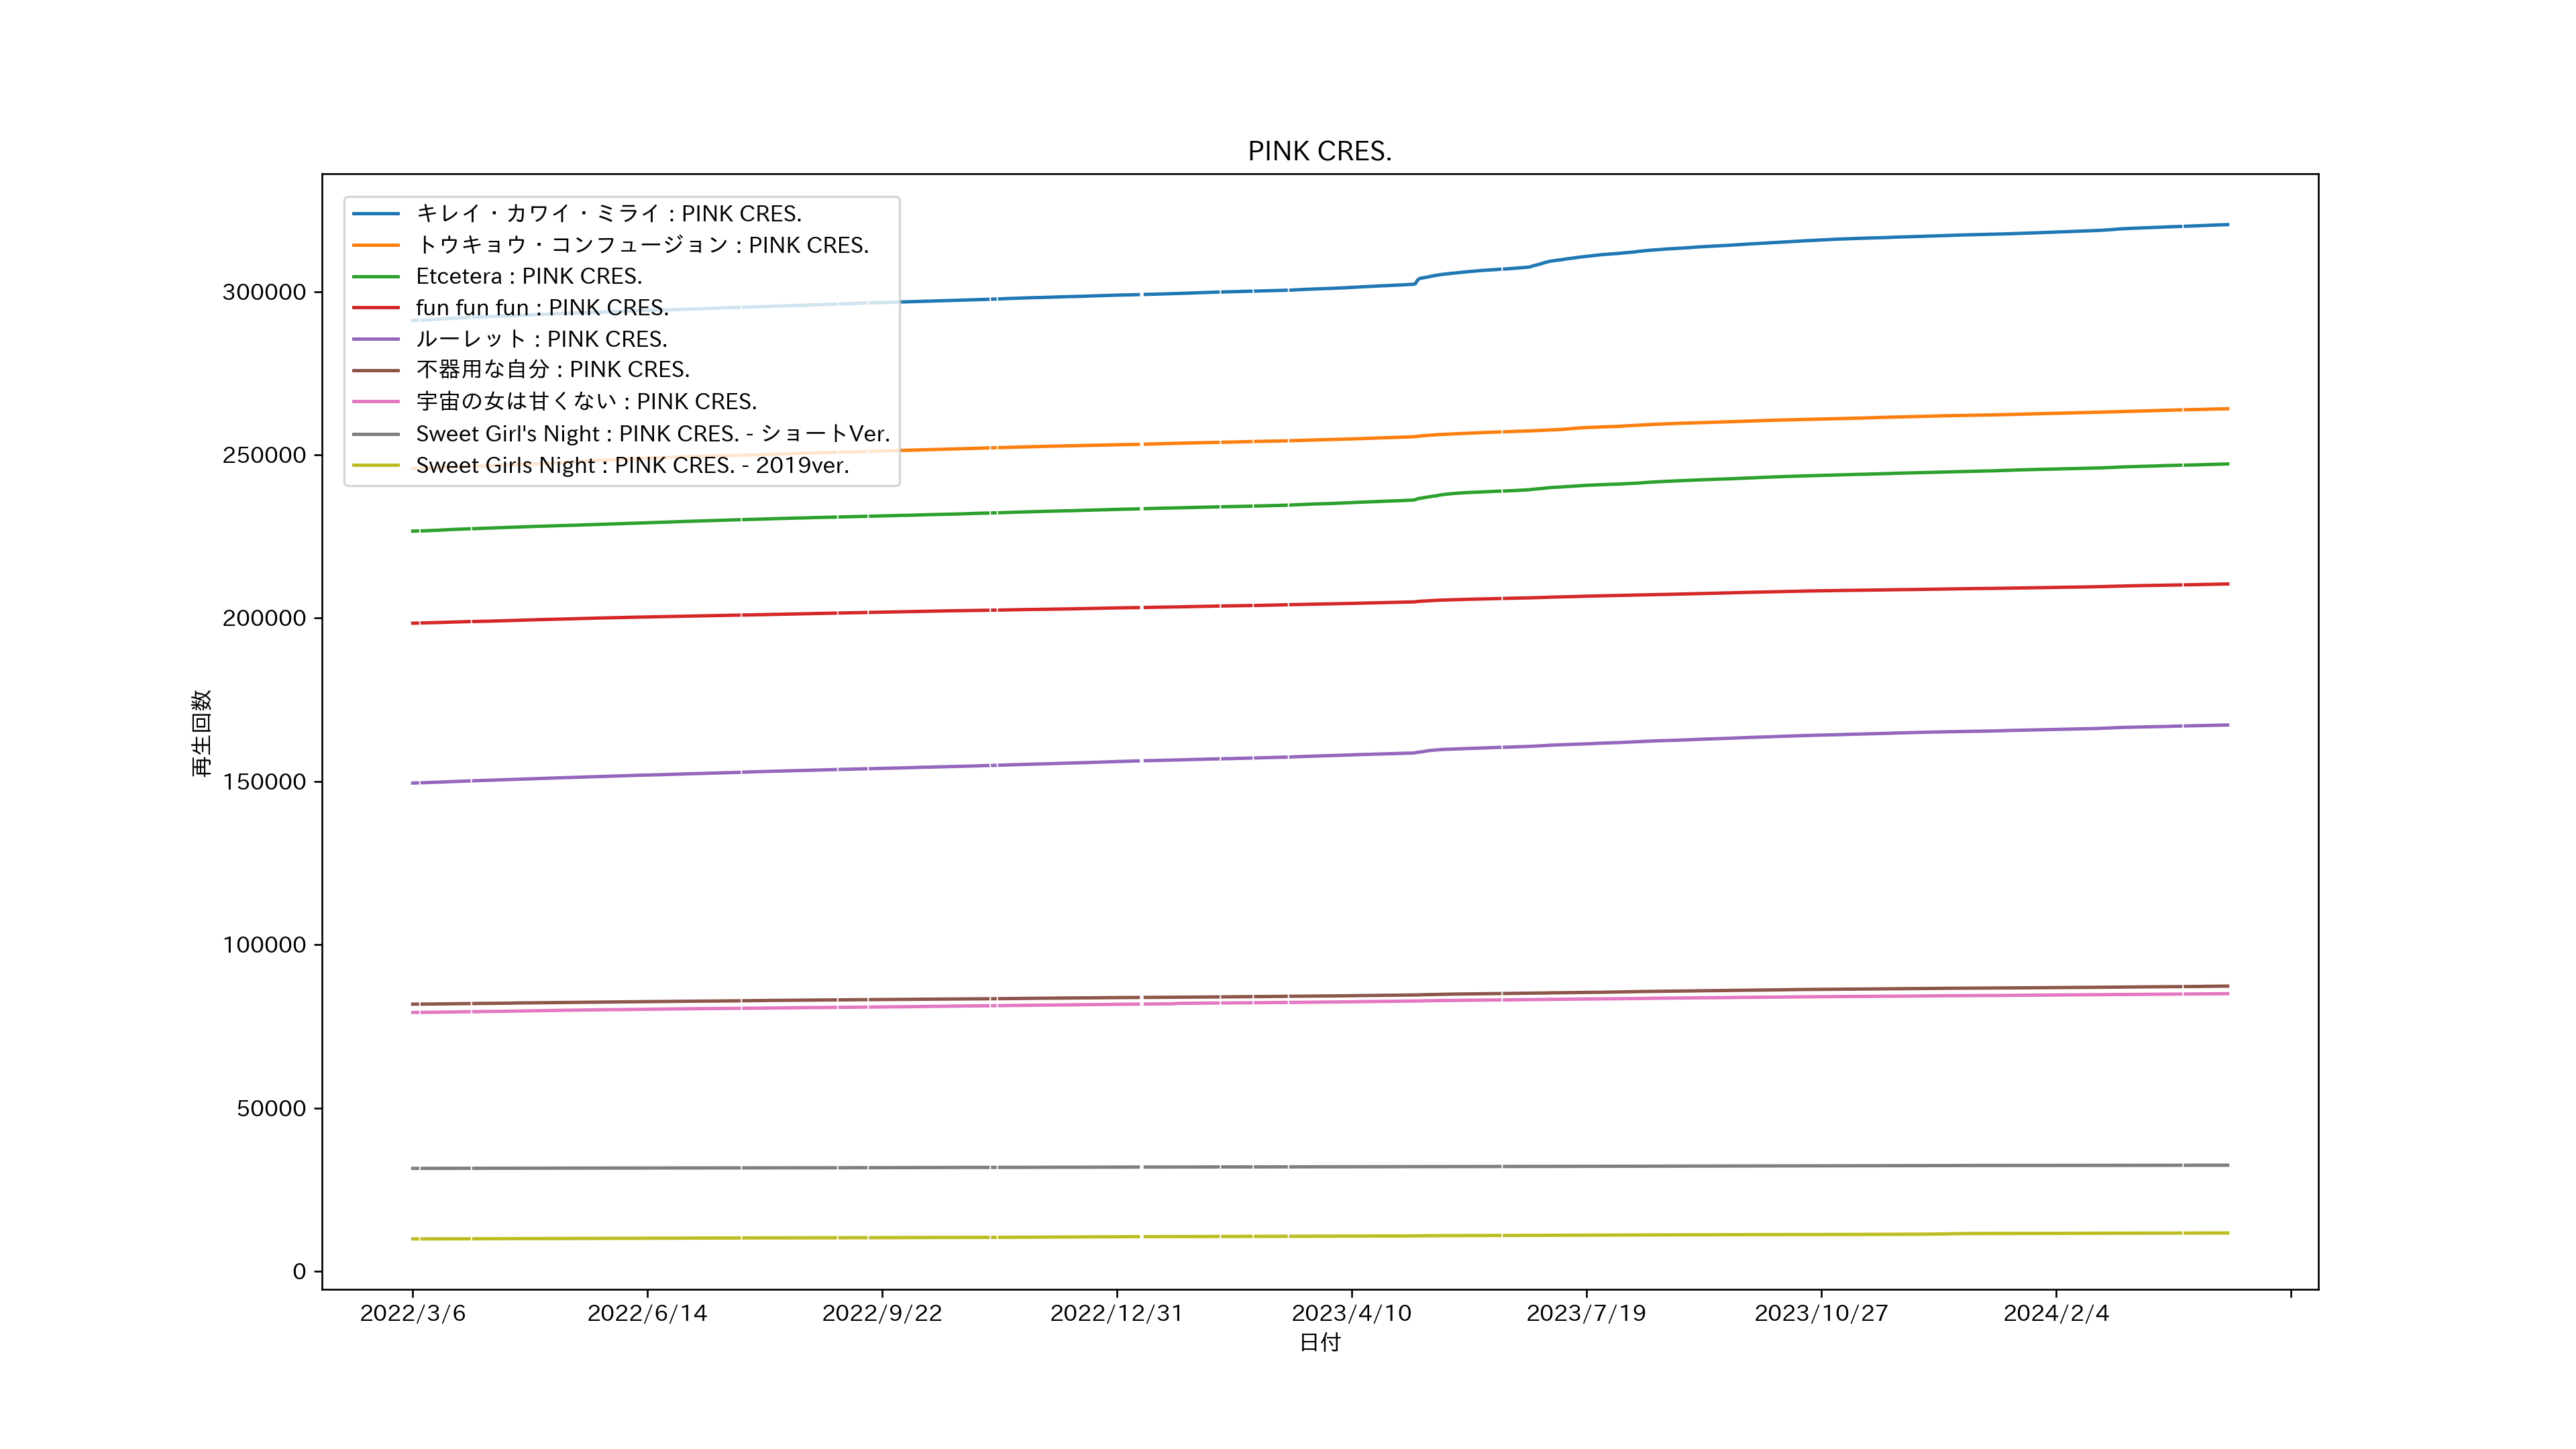 PINK CRES.
キレイ・カワイ・ミライ : PINK CRES.
トウキョウ・コンフュージョン : PINK CRES.
Etcetera : PINK CRES.
fun fun fun : PINK CRES.
ルーレット : PINK CRES.
不器用な自分 : PINK CRES.
宇宙の女は甘くない : PINK CRES.
Sweet Girl's Night : PINK CRES. - ショートVer.
Sweet Girls Night : PINK CRES. - 2019ver.
300000
250000
200000
150000
100000
50000
0
再生回数
2022/3/6
2022/6/14
2022/9/22
2022/12/31
2023/4/10
2023/7/19
2023/10/27
2024/2/4
日付